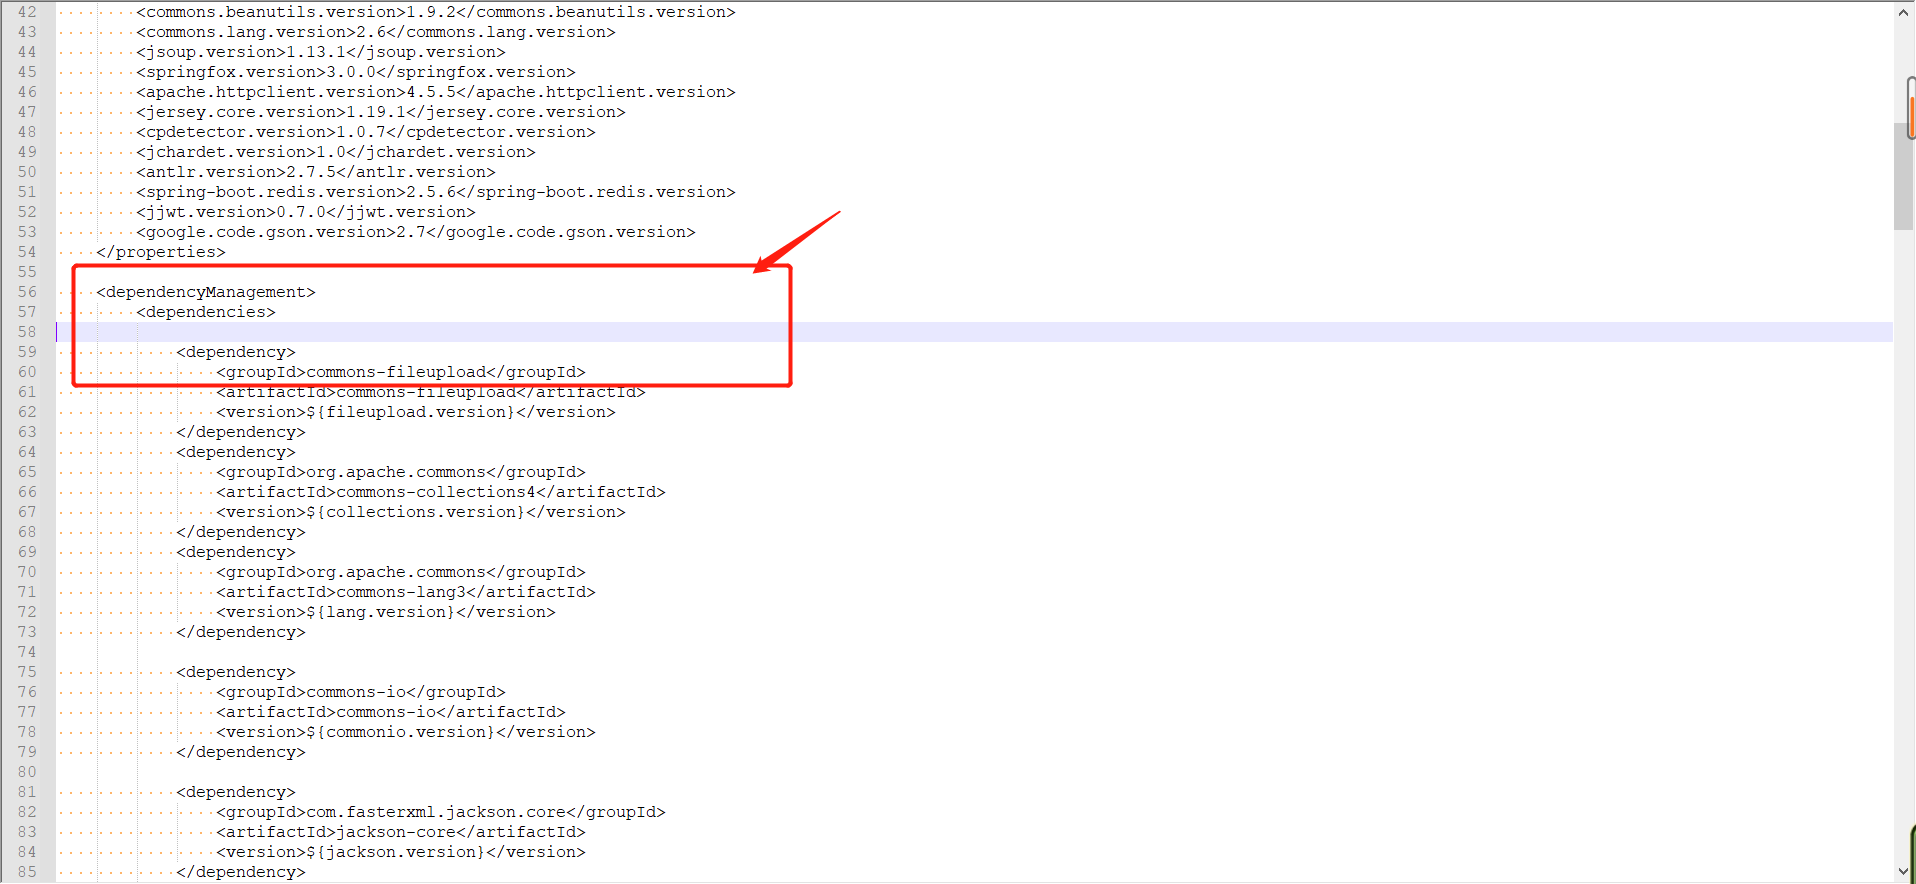 42 <commons.beanutils.version>1.9.2</commons.beanutils.version>
43 <commons.lang.version>2.6</commons.lang.version>
44 <jsoup.version>1.13.1</jsoup.version>
45 <springfox.version>3.0.0</springfox.version>
46 <apache.httpclient.version>4.5.5</apache.httpclient.version>
47 <jersey.core.version>1.19.1</jersey.core.version>
48 <cpdetector.version>1.0.7</cpdetector.version>
49 <jchardet.version>1.0</jchardet.version>
50 <antlr.version>2.7.5</antlr.version>
51 <spring-boot.redis.version>2.5.6</spring-boot.redis.version>
52 <jjwt.version>0.7.0</jjwt.version>
53 <google.code.gson.version>2.7</google.code.gson.version>
54 </properties>
55
56 <dependencyManagement>
57 <dependencies>
58
59 <dependency>
60 <groupId>commons-fileupload</groupId>
61 <artifactId>commons-fileupload</artifactId>
62 <version>${fileupload.version}</version>
63 </dependency>
64 <dependency>
65 <groupId>org.apache.commons</groupId>
66 <artifactId>commons-collections4</artifactId>
67 <version>${collections.version}</version>
68 </dependency>
69 <dependency>
70 <groupId>org.apache.commons</groupId>
71 <artifactId>commons-lang3</artifactId>
72 <version>${lang.version}</version>
73 </dependency>
74
75 <dependency>
76 <groupId>commons-io</groupId>
77 <artifactId>commons-io</artifactId>
78 <version>${commonio.version}</version>
79 </dependency>
80
81 <dependency>
82 <groupId>com.fasterxml.jackson.core</groupId>
83 <artifactId>jackson-core</artifactId>
84 <version>${jackson.version}</version>
85 </dependency>